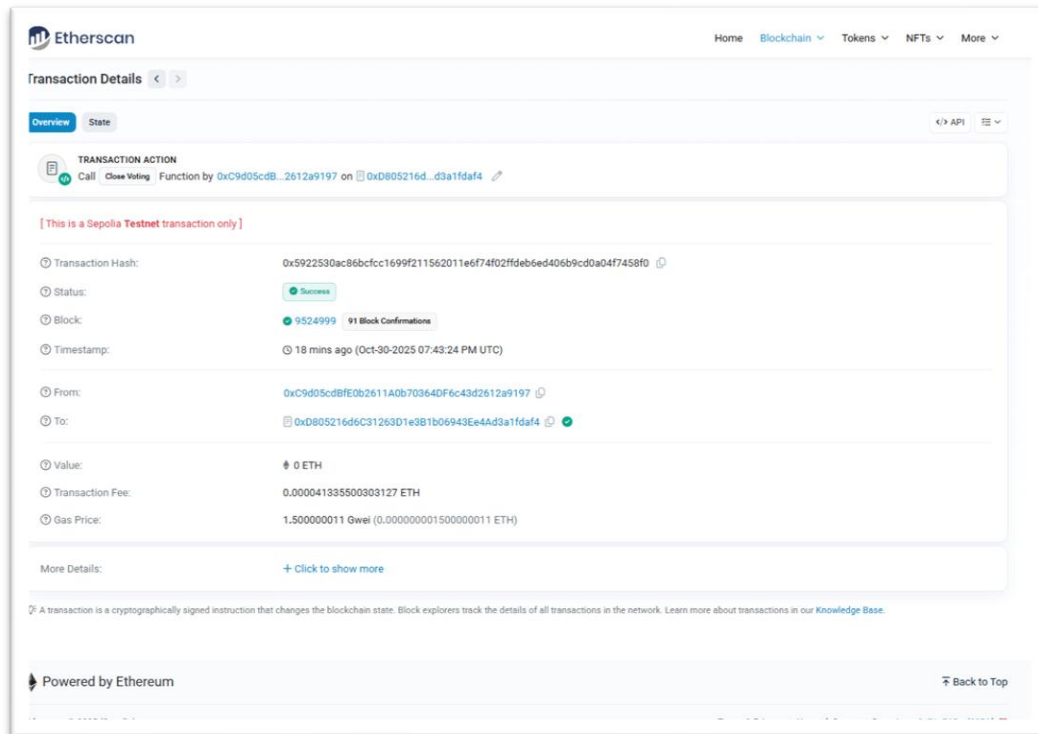 Etherscan
Home Blockchain Tokens NFTs More
Transaction Details < >
Overview State </> API
TRANSACTION ACTION
Call Close Voting Function by 0xC9d05cdB...2612a9197 on 0xD805216d...d3a1fdaf4
[ This is a Sepolia Testnet transaction only ]
Transaction Hash: 0x5922530ac86bcfcc1699f211562011e6f74f02ffdeb6ed406b9cd0a04f7458f0
Status: Success
Block: 9524999 91 Block Confirmations
Timestamp: 18 mins ago (Oct-30-2025 07:43:24 PM UTC)
From: 0xC9d05cdBfE0b2611A0b70364DF6c43d2612a9197
To: 0xD805216d6C31263D1e3B1b06943Ee4Ad3a1fdaf4
Value: 0 ETH
Transaction Fee: 0.000041335500303127 ETH
Gas Price: 1.500000011 Gwei (0.000000001500000011 ETH)
More Details: + Click to show more
A transaction is a cryptographically signed instruction that changes the blockchain state. Block explorers track the details of all transactions in the network. Learn more about transactions in our Knowledge Base.
Powered by Ethereum Back to Top